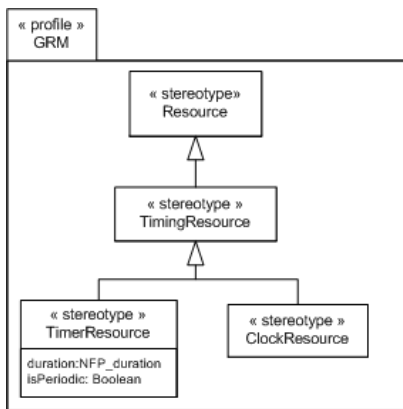 « profile »
GRM
« stereotype»
Resource
« stereotype »
TimingResource
« stereotype »
TimerResource
duration:NFP_duration
isPeriodic: Boolean
« stereotype »
ClockResource